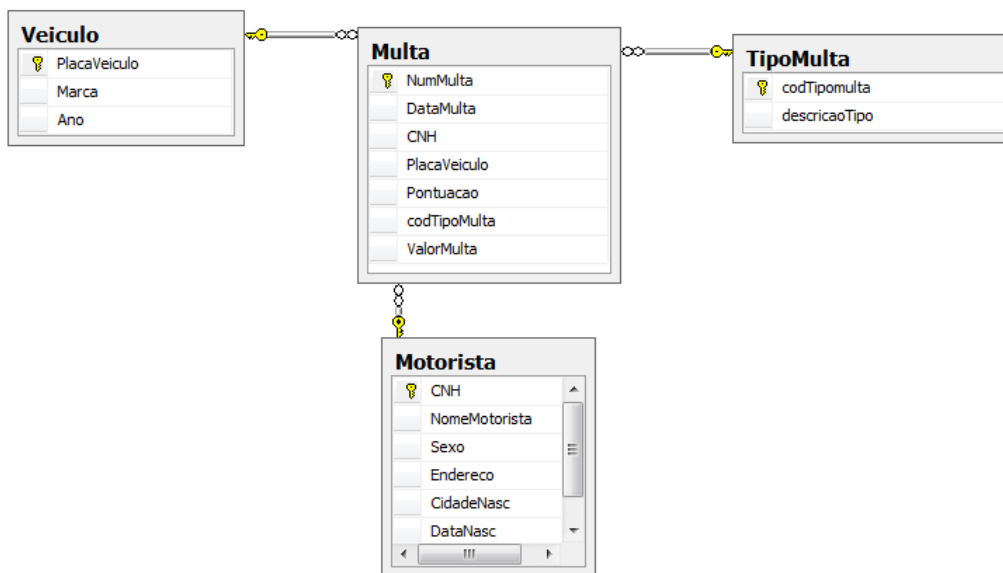 Veiculo
PlacaVeiculo
Marca
Ano
Multa
NumMulta
DataMulta
CNH
PlacaVeiculo
Pontuacao
codTipoMulta
ValorMulta
TipoMulta
codTipomulta
descricaoTipo
Motorista
CNH
NomeMotorista
Sexo
Endereco
CidadeNasc
DataNasc